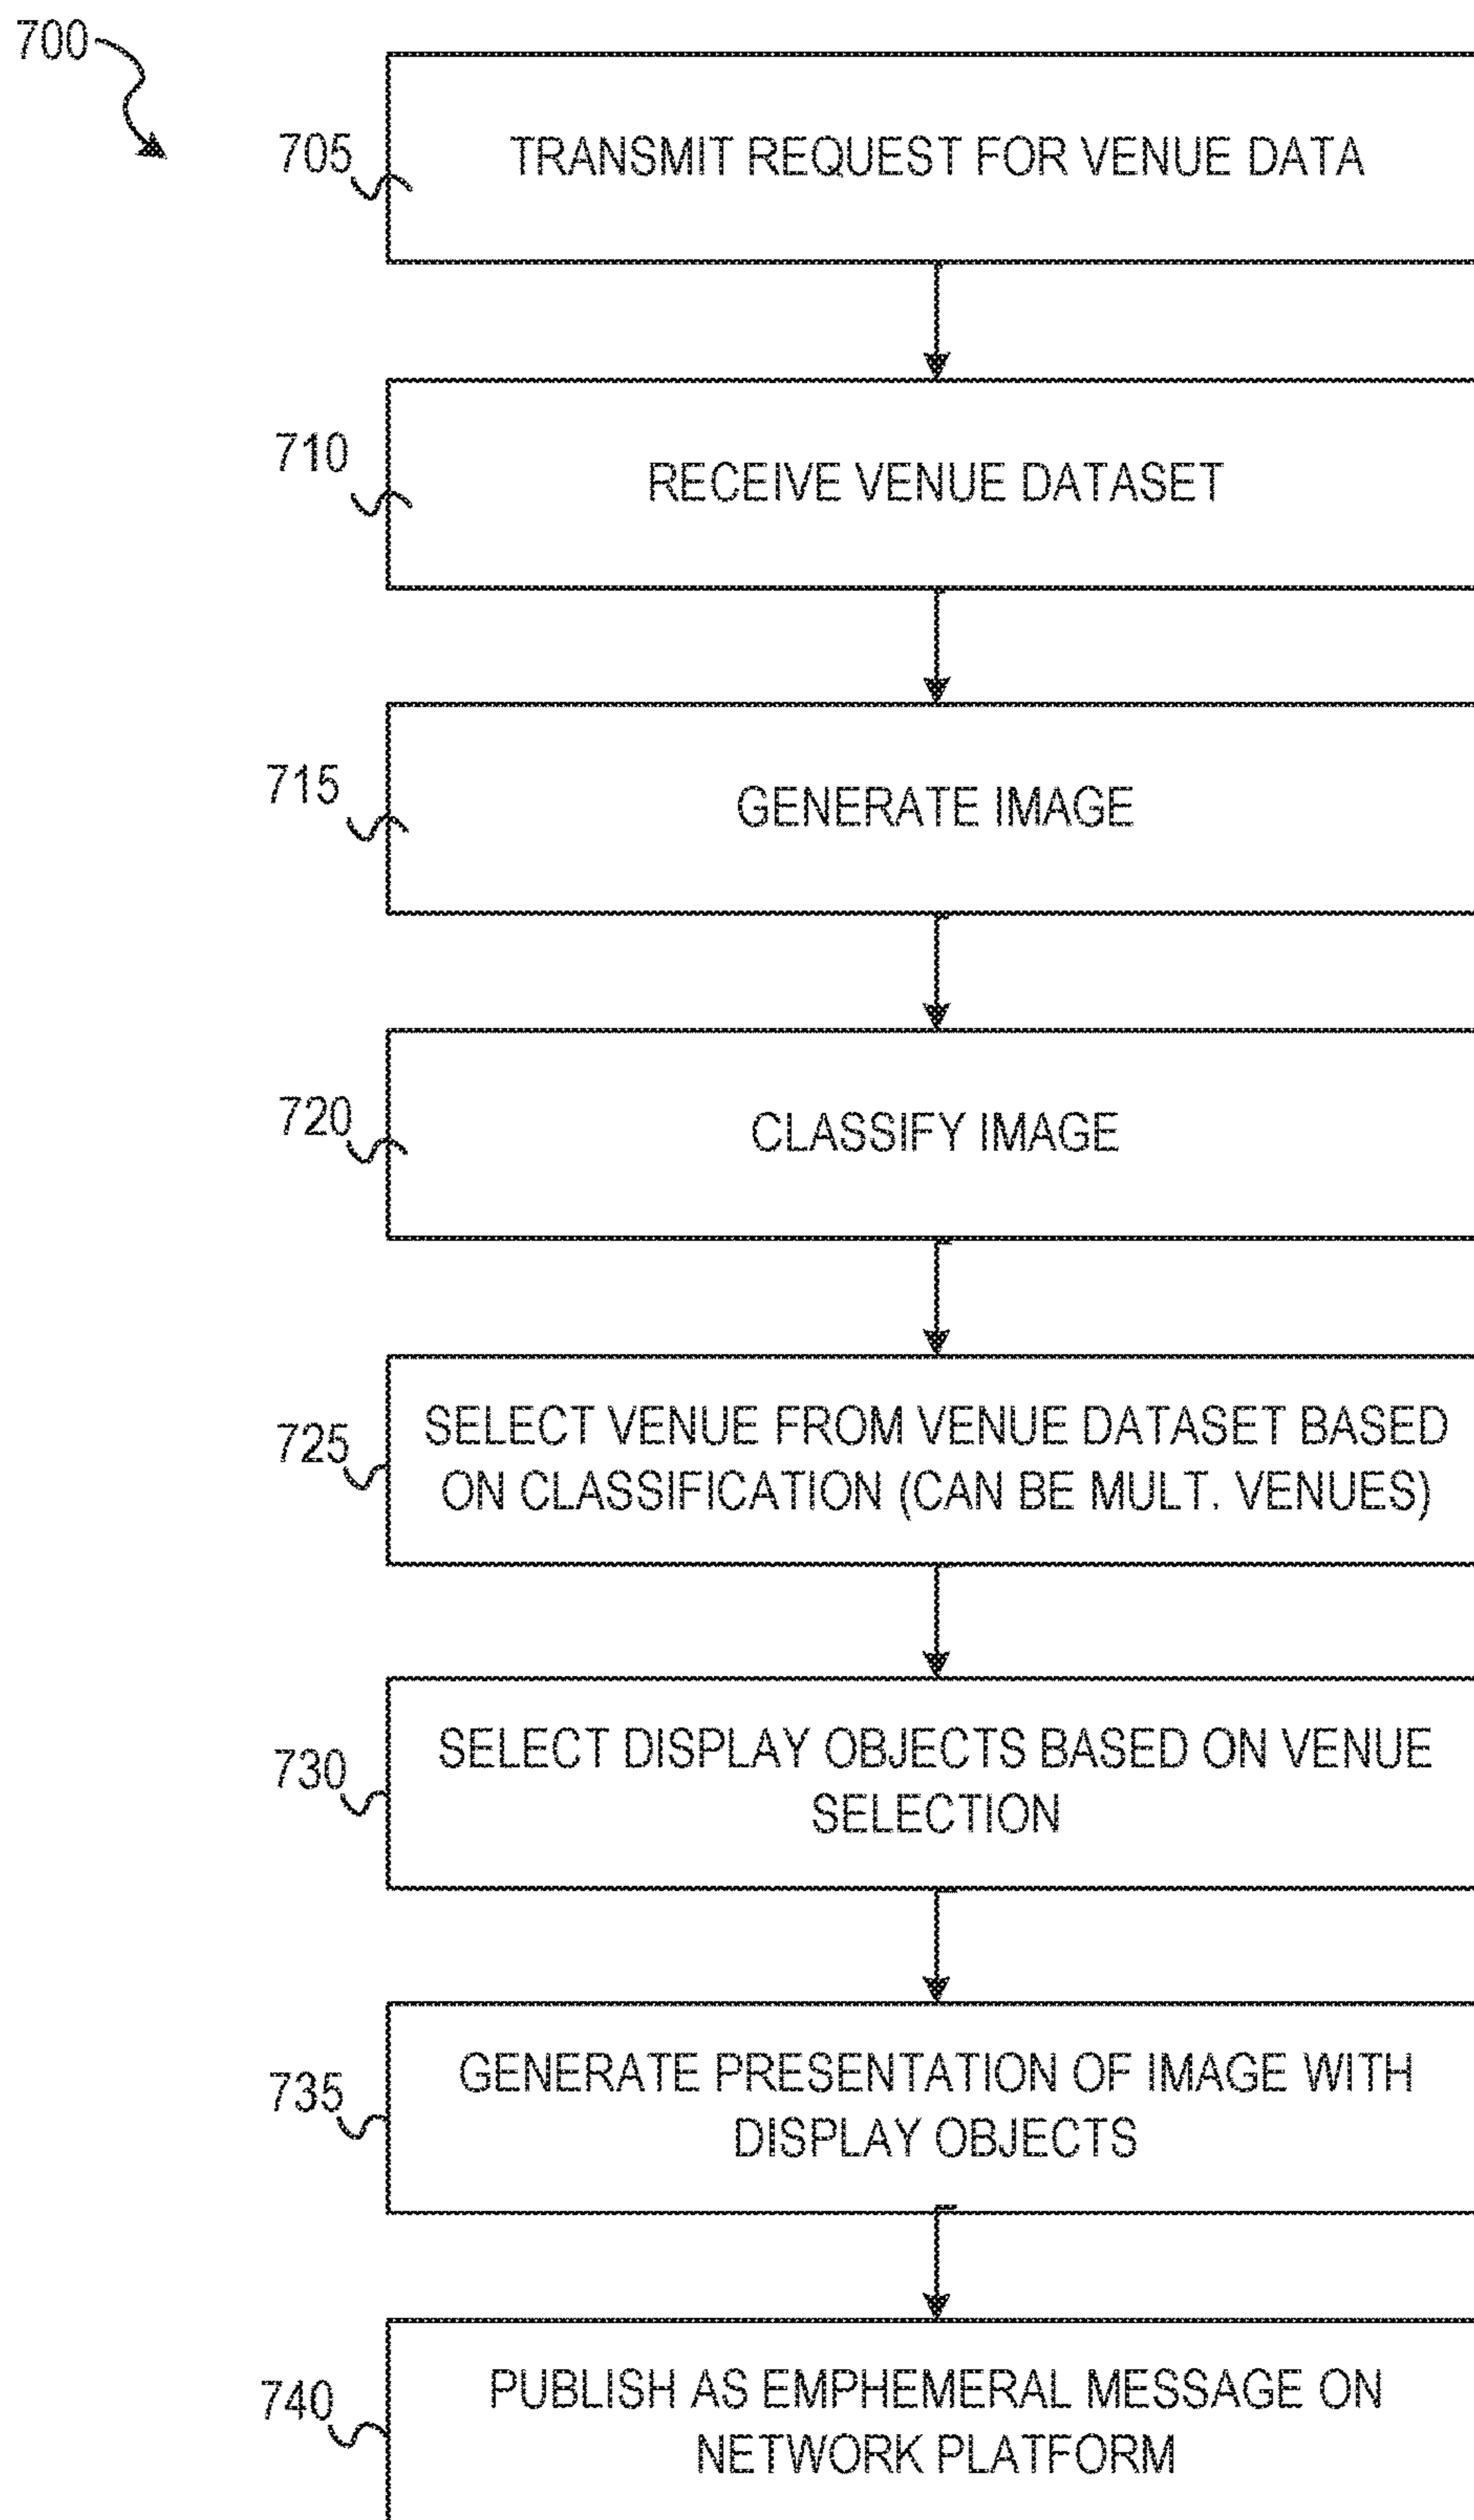 700
705
TRANSMIT REQUEST FOR VENUE DATA
710
RECEIVE VENUE DATASET
715
GENERATE IMAGE
720
CLASSIFY IMAGE
725
SELECT VENUE FROM VENUE DATASET BASED
ON CLASSIFICATION (CAN BE MULT. VENUES)
730
SELECT DISPLAY OBJECTS BASED ON VENUE
SELECTION
735
GENERATE PRESENTATION OF IMAGE WITH
DISPLAY OBJECTS
740
PUBLISH AS EMPHEMERAL MESSAGE ON
NETWORK PLATFORM